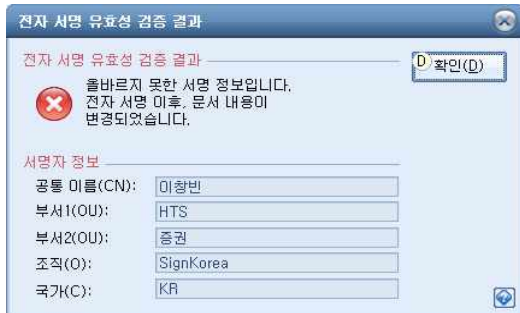 전자 서명 유효성 검증 결과
전자 서명 유효성 검증 결과
올바르지 못한 서명 정보입니다.
전자 서명 이후, 문서 내용이
변경되었습니다.
D 확인(D)
서명자 정보
공통 이름(CN): 이창빈
부서1(OU): HTS
부서2(OU): 증권
조직(O): SignKorea
국가(C): KR